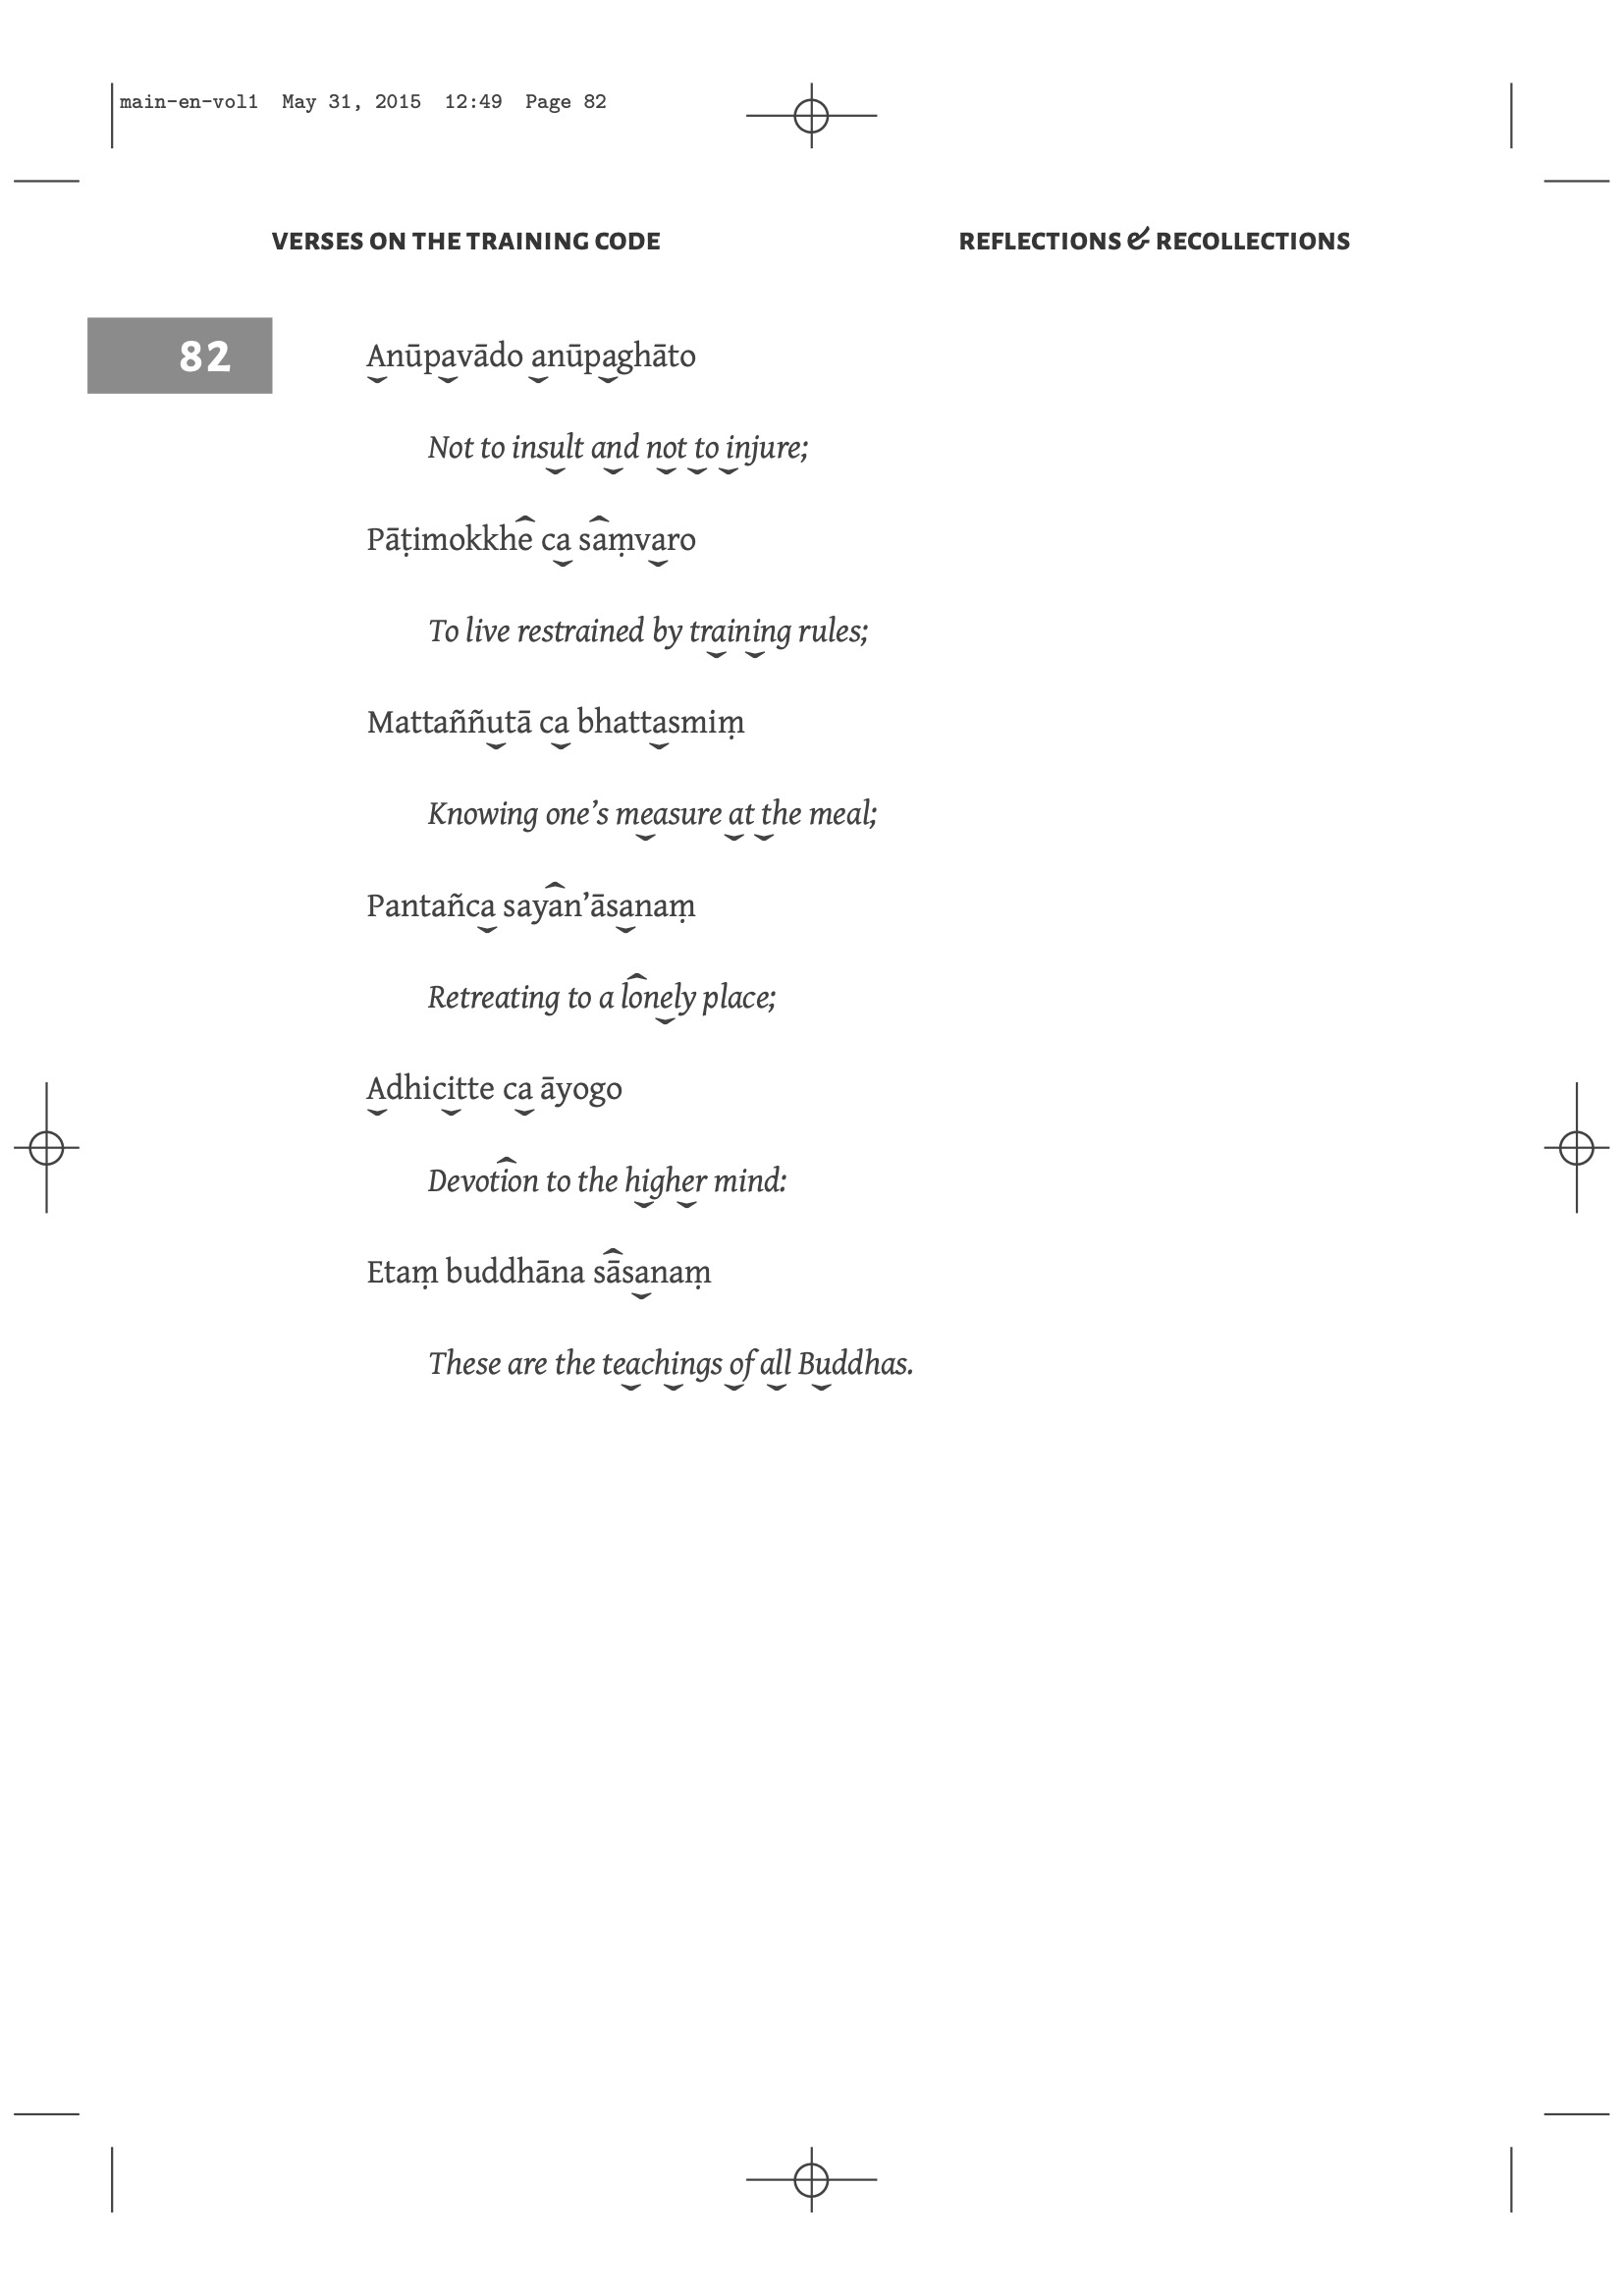 main-en-vol1 May 31, 2015 12:49 Page 82
VERSES ON THE TRAINING CODE REFLECTIONS & RECOLLECTIONS
82
Anūpavādo anūpaghāto
Not to insult and not to injure;
Pāṭimokkhe ca saṃvaro
To live restrained by training rules;
Mattaññutā ca bhattasmiṃ
Knowing one’s measure at the meal;
Pantañca sayan’āsanaṃ
Retreating to a lonely place;
Adhicitte ca āyogo
Devotion to the higher mind:
Etaṃ buddhāna sāsanaṃ
These are the teachings of all Buddhas.